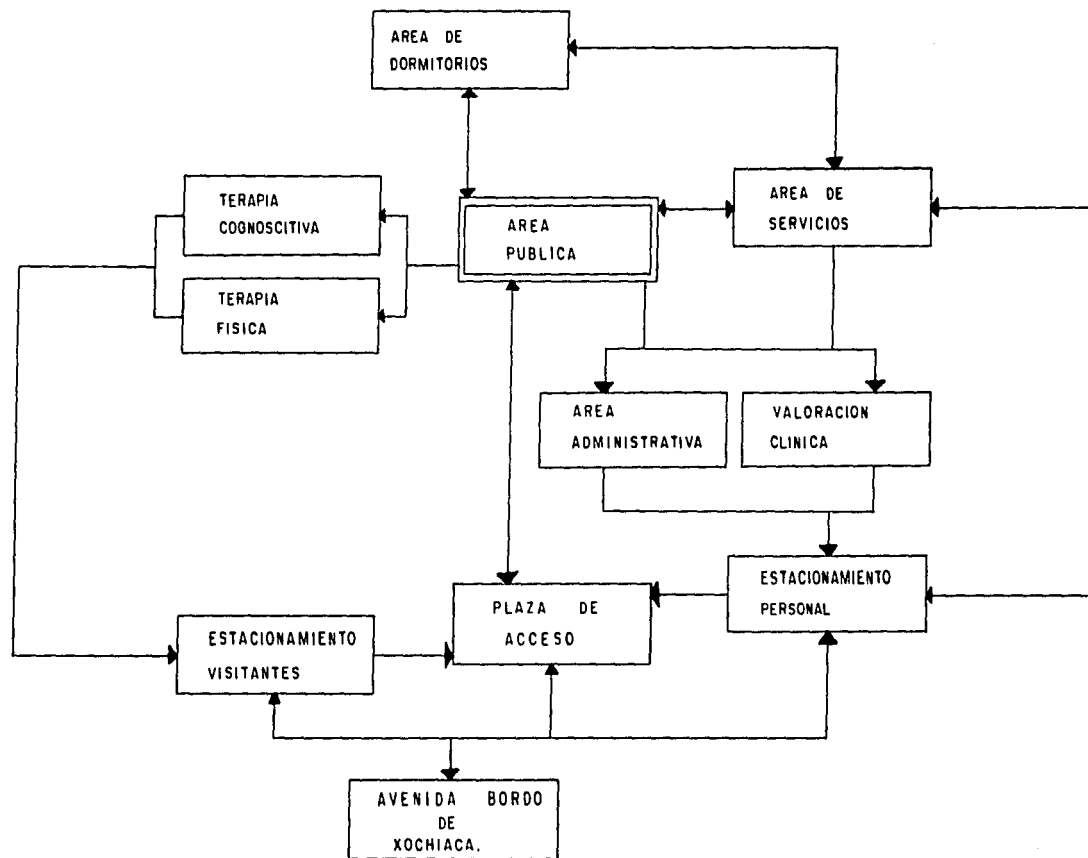 AREA DE
DORMITORIOS
TERAPIA
COGNOSCITIVA
AREA
PUBLICA
AREA DE
SERVICIOS
TERAPIA
FISICA
AREA
ADMINISTRATIVA
VALORACION
CLINICA
ESTACIONAMIENTO
PERSONAL
PLAZA DE
ACCESO
ESTACIONAMIENTO
VISITANTES
AVENIDA BORDO
DE
XOCHIACA.